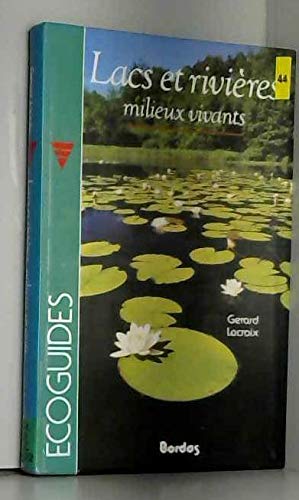 Lacs et rivières
milieux vivants
44
ECOGUIDES
Gerard
Lacroix
Bordas